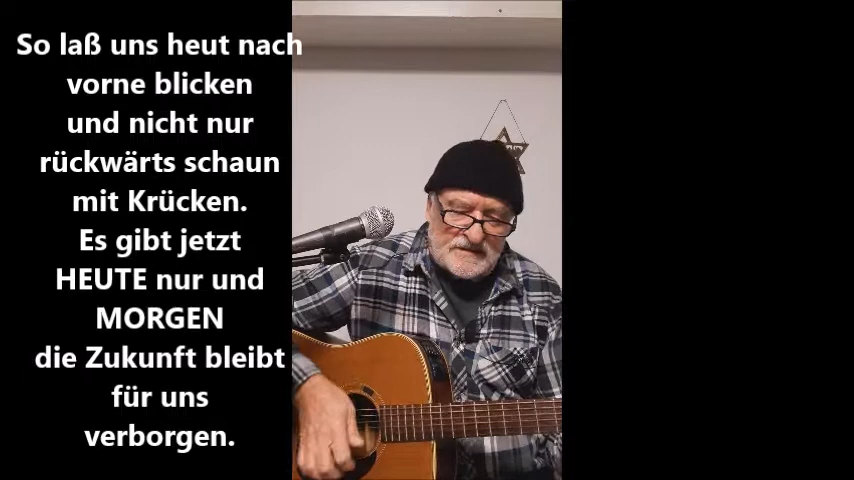 So laß uns heut nach
vorne blicken
und nicht nur
rückwärts schaun
mit Krücken.
Es gibt jetzt
HEUTE nur und
MORGEN
die Zukunft bleibt
für uns
verborgen.